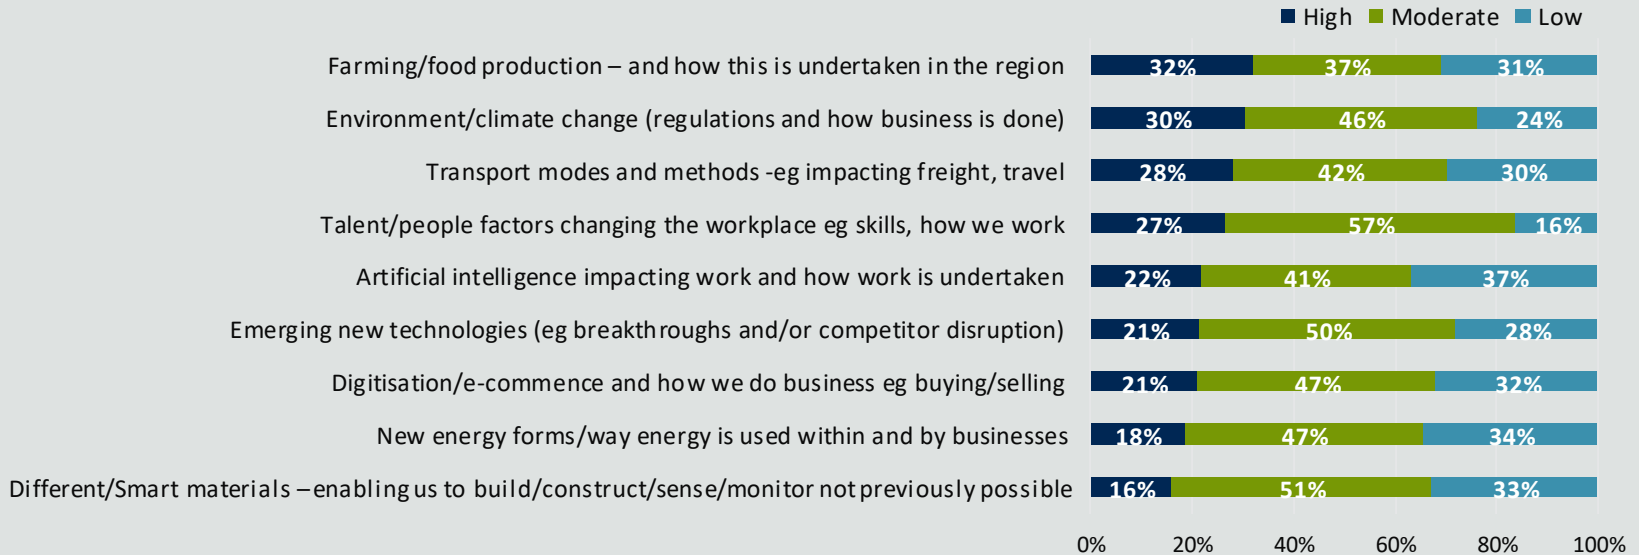 High Moderate Low
Farming/food production – and how this is undertaken in the region 32% 37% 31%
Environment/climate change (regulations and how business is done) 30% 46% 24%
Transport modes and methods -eg impacting freight, travel 28% 42% 30%
Talent/people factors changing the workplace eg skills, how we work 27% 57% 16%
Artificial intelligence impacting work and how work is undertaken 22% 41% 37%
Emerging new technologies (eg breakthroughs and/or competitor disruption) 21% 50% 28%
Digitisation/e-commence and how we do business eg buying/selling 21% 47% 32%
New energy forms/way energy is used within and by businesses 18% 47% 34%
Different/Smart materials –enabling us to build/construct/sense/monitor not previously possible 16% 51% 33%
0% 20% 40% 60% 80% 100%